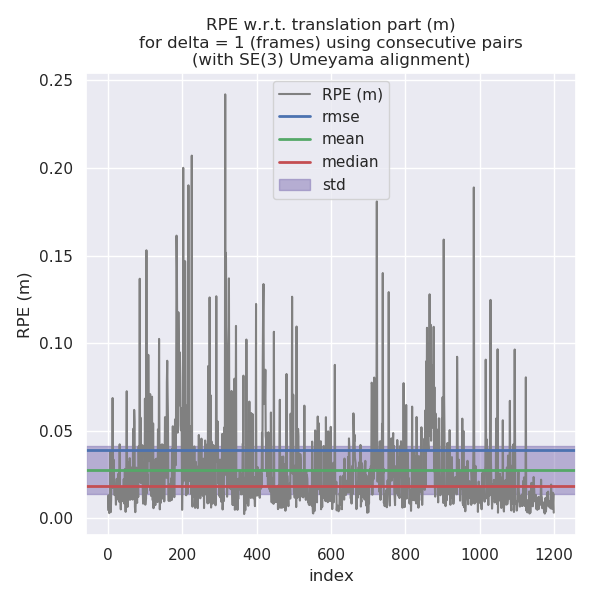 RPE w.r.t. translation part (m)
for delta = 1 (frames) using consecutive pairs
(with SE(3) Umeyama alignment)
RPE (m)
rmse
mean
median
std
0.25
0.20
0.15
0.10
0.05
0.00
RPE (m)
0 200 400 600 800 1000 1200
index